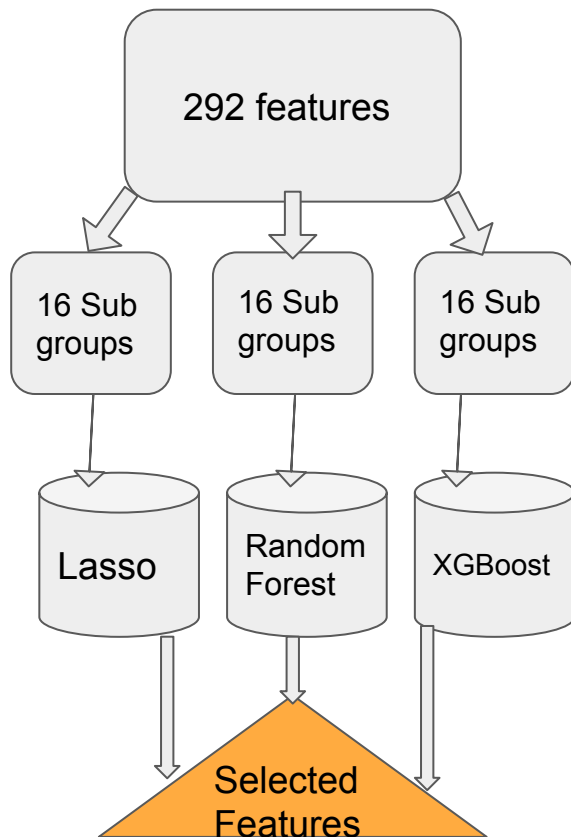 292 features
16 Sub
groups
16 Sub
groups
16 Sub
groups
Lasso
Random
Forest
XGBoost
Selected
Features